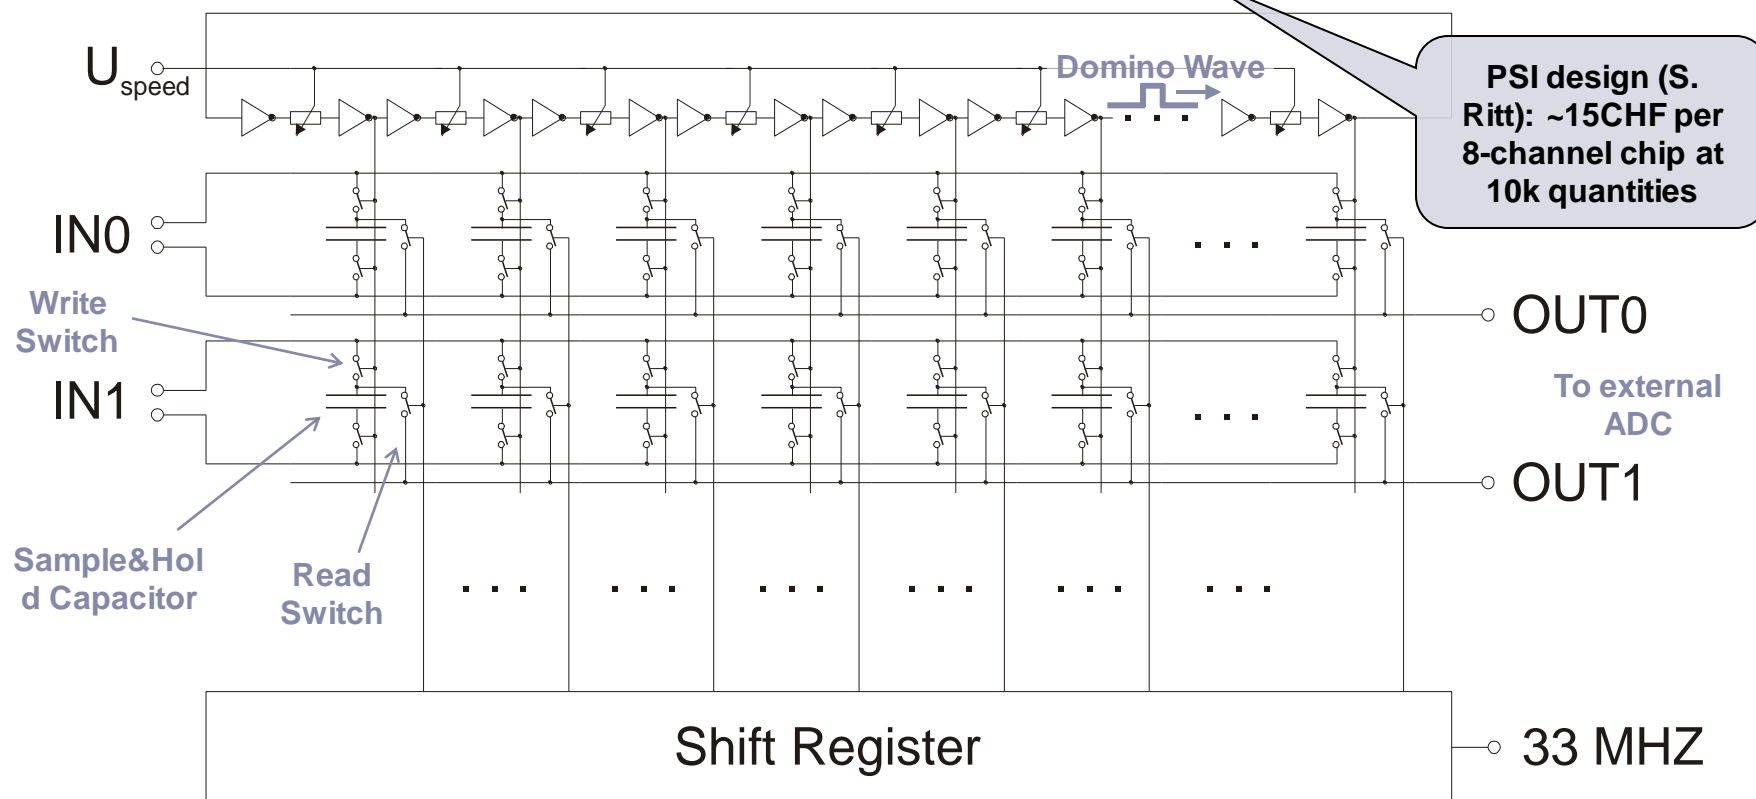 U speed
Domino Wave
PSI design (S.
Ritt): ~15CHF per
8-channel chip at
10k quantities
IN0
Write
Switch
OUT0
IN1
To external
ADC
OUT1
Sample&Hol
d Capacitor
Read
Switch
Shift Register
33 MHZ